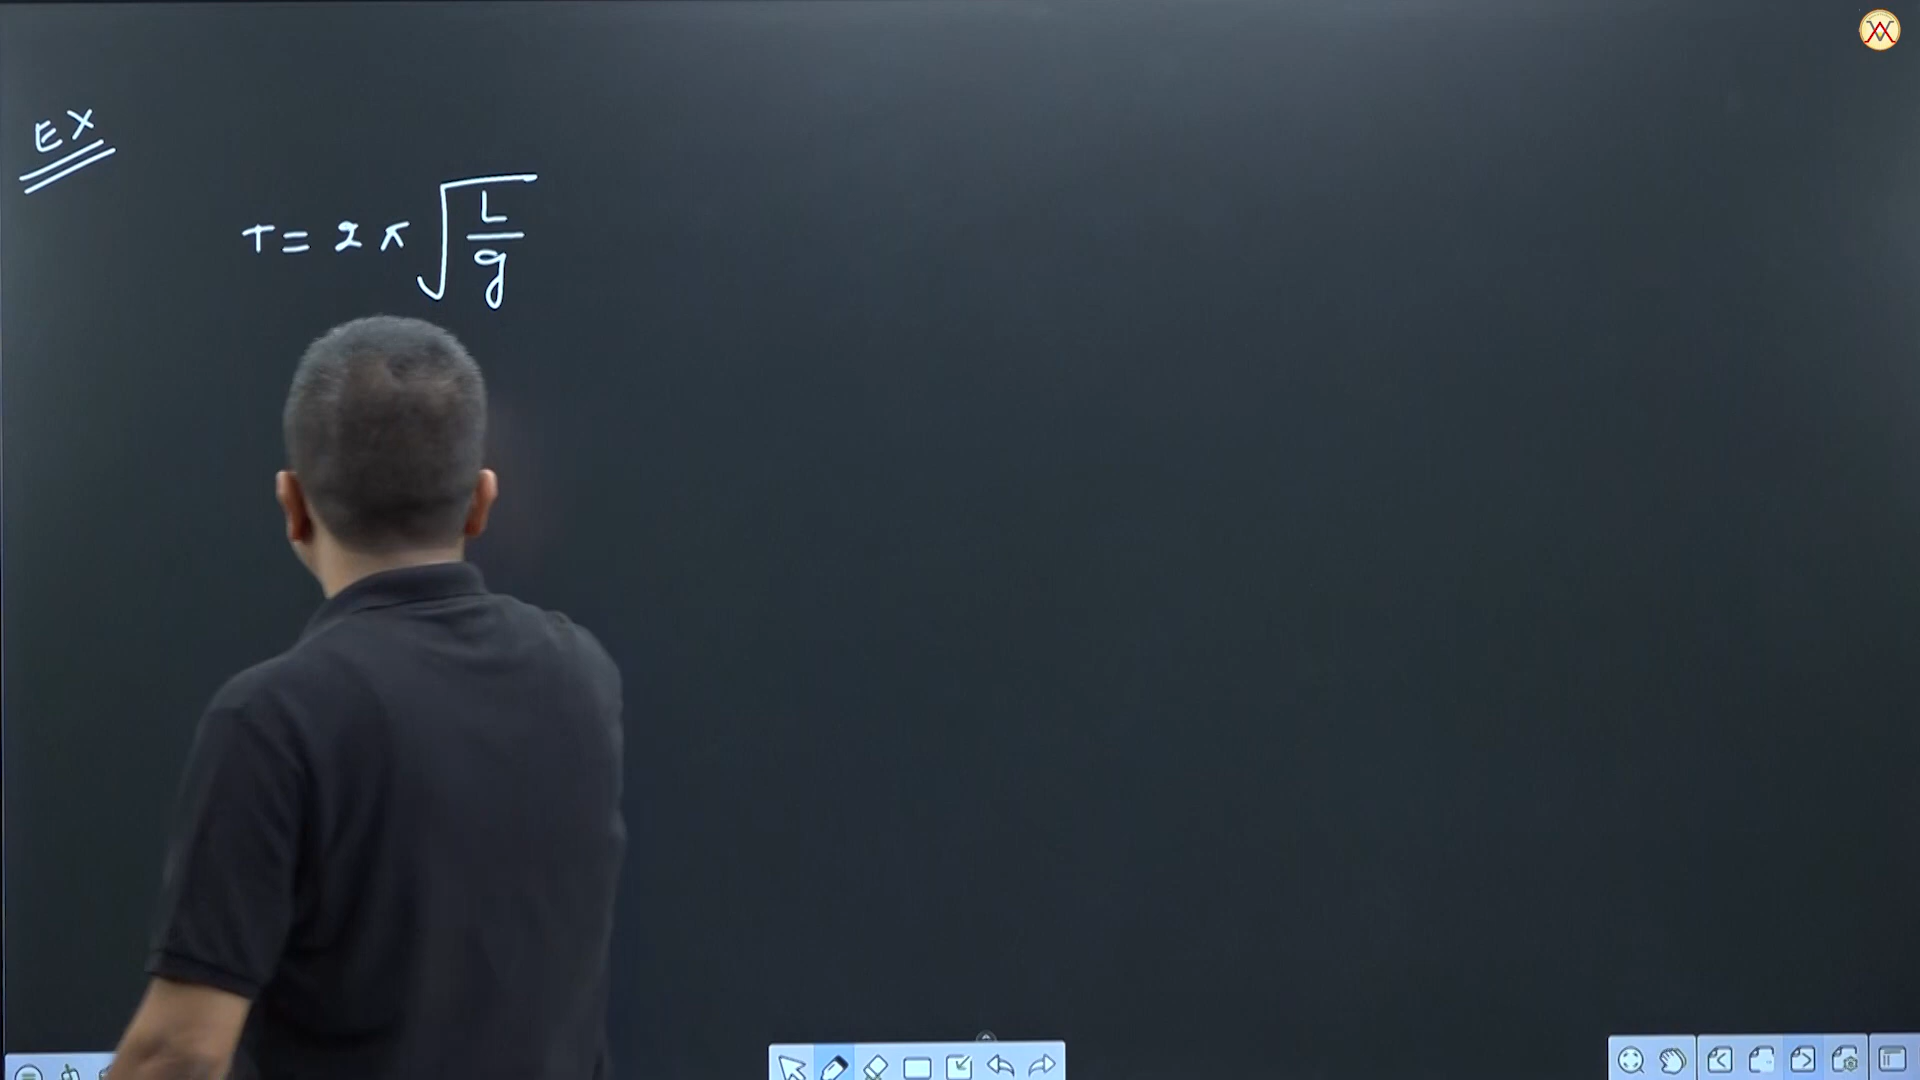 EX
T = 2π √(L/g)